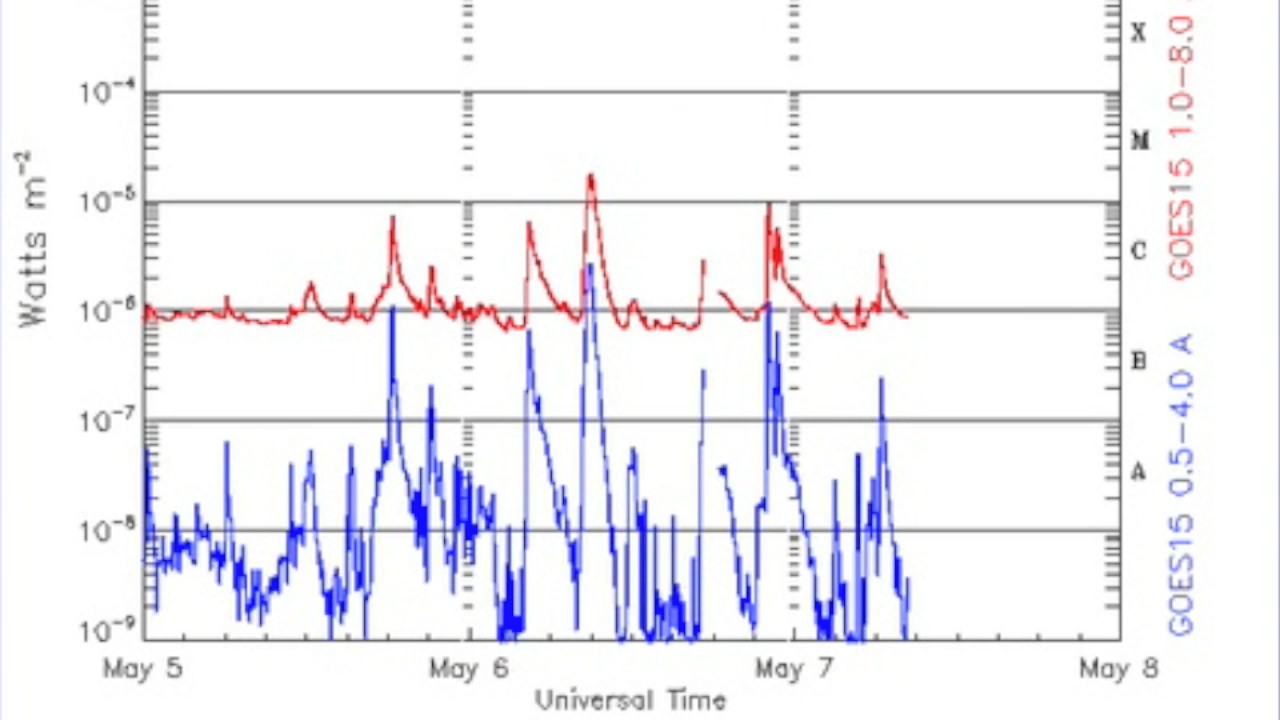 X
10⁻⁴
M
10⁻⁵
C
10⁻⁶
B
10⁻⁷
A
10⁻⁸
10⁻⁹
Watts m⁻²
May 5
May 6
May 7
May 8
Universal Time
GOES15 1.0-8.0
GOES15 0.5-4.0 A